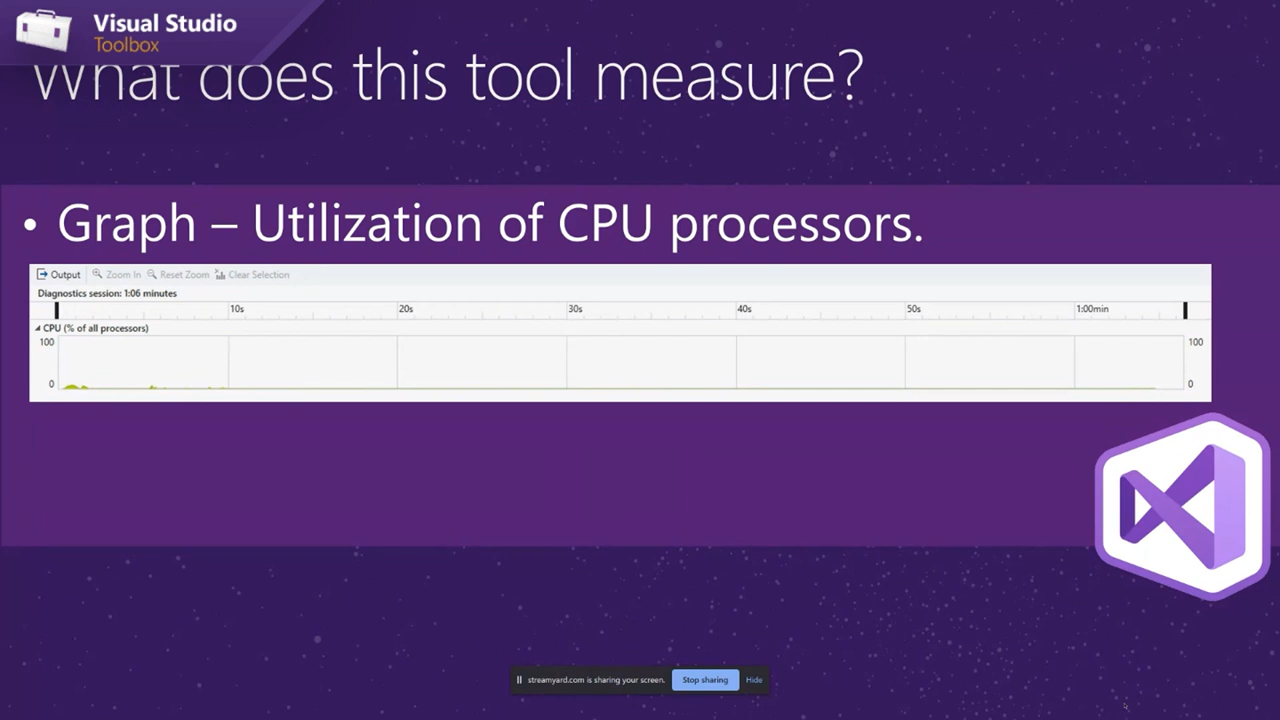 Visual Studio
Toolbox
What does this tool measure?
• Graph – Utilization of CPU processors.
Output Zoom In Reset Zoom Clear Selection
Diagnostics session: 1:06 minutes
10s 20s 30s 40s 50s 1:00min
CPU (% of all processors)
100 100
0 0
streamyard.com is sharing your screen. Stop sharing Hide